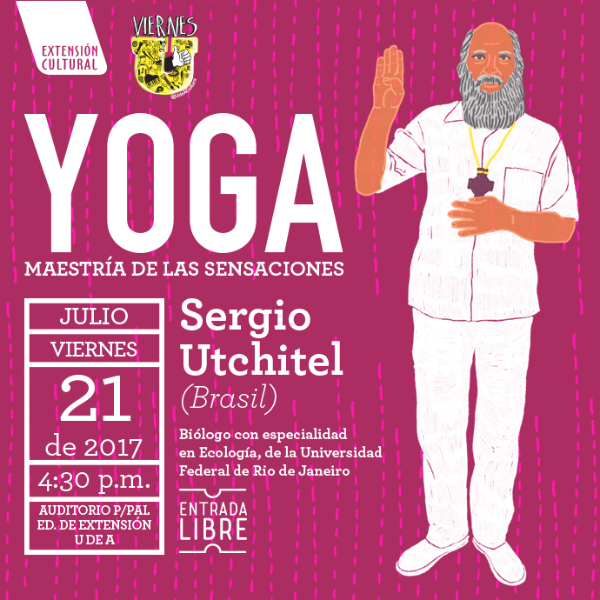 EXTENSIÓN
CULTURAL
VIERNES
U
YOGA
MAESTRÍA DE LAS SENSACIONES
JULIO
VIERNES
21
de 2017
4:30 p.m.
AUDITORIO P/PAL
ED. DE EXTENSIÓN
U DE A
Sergio
Utchitel
(Brasil)
Biólogo con especialidad
en Ecología, de la Universidad
Federal de Rio de Janeiro
ENTRADA
LIBRE